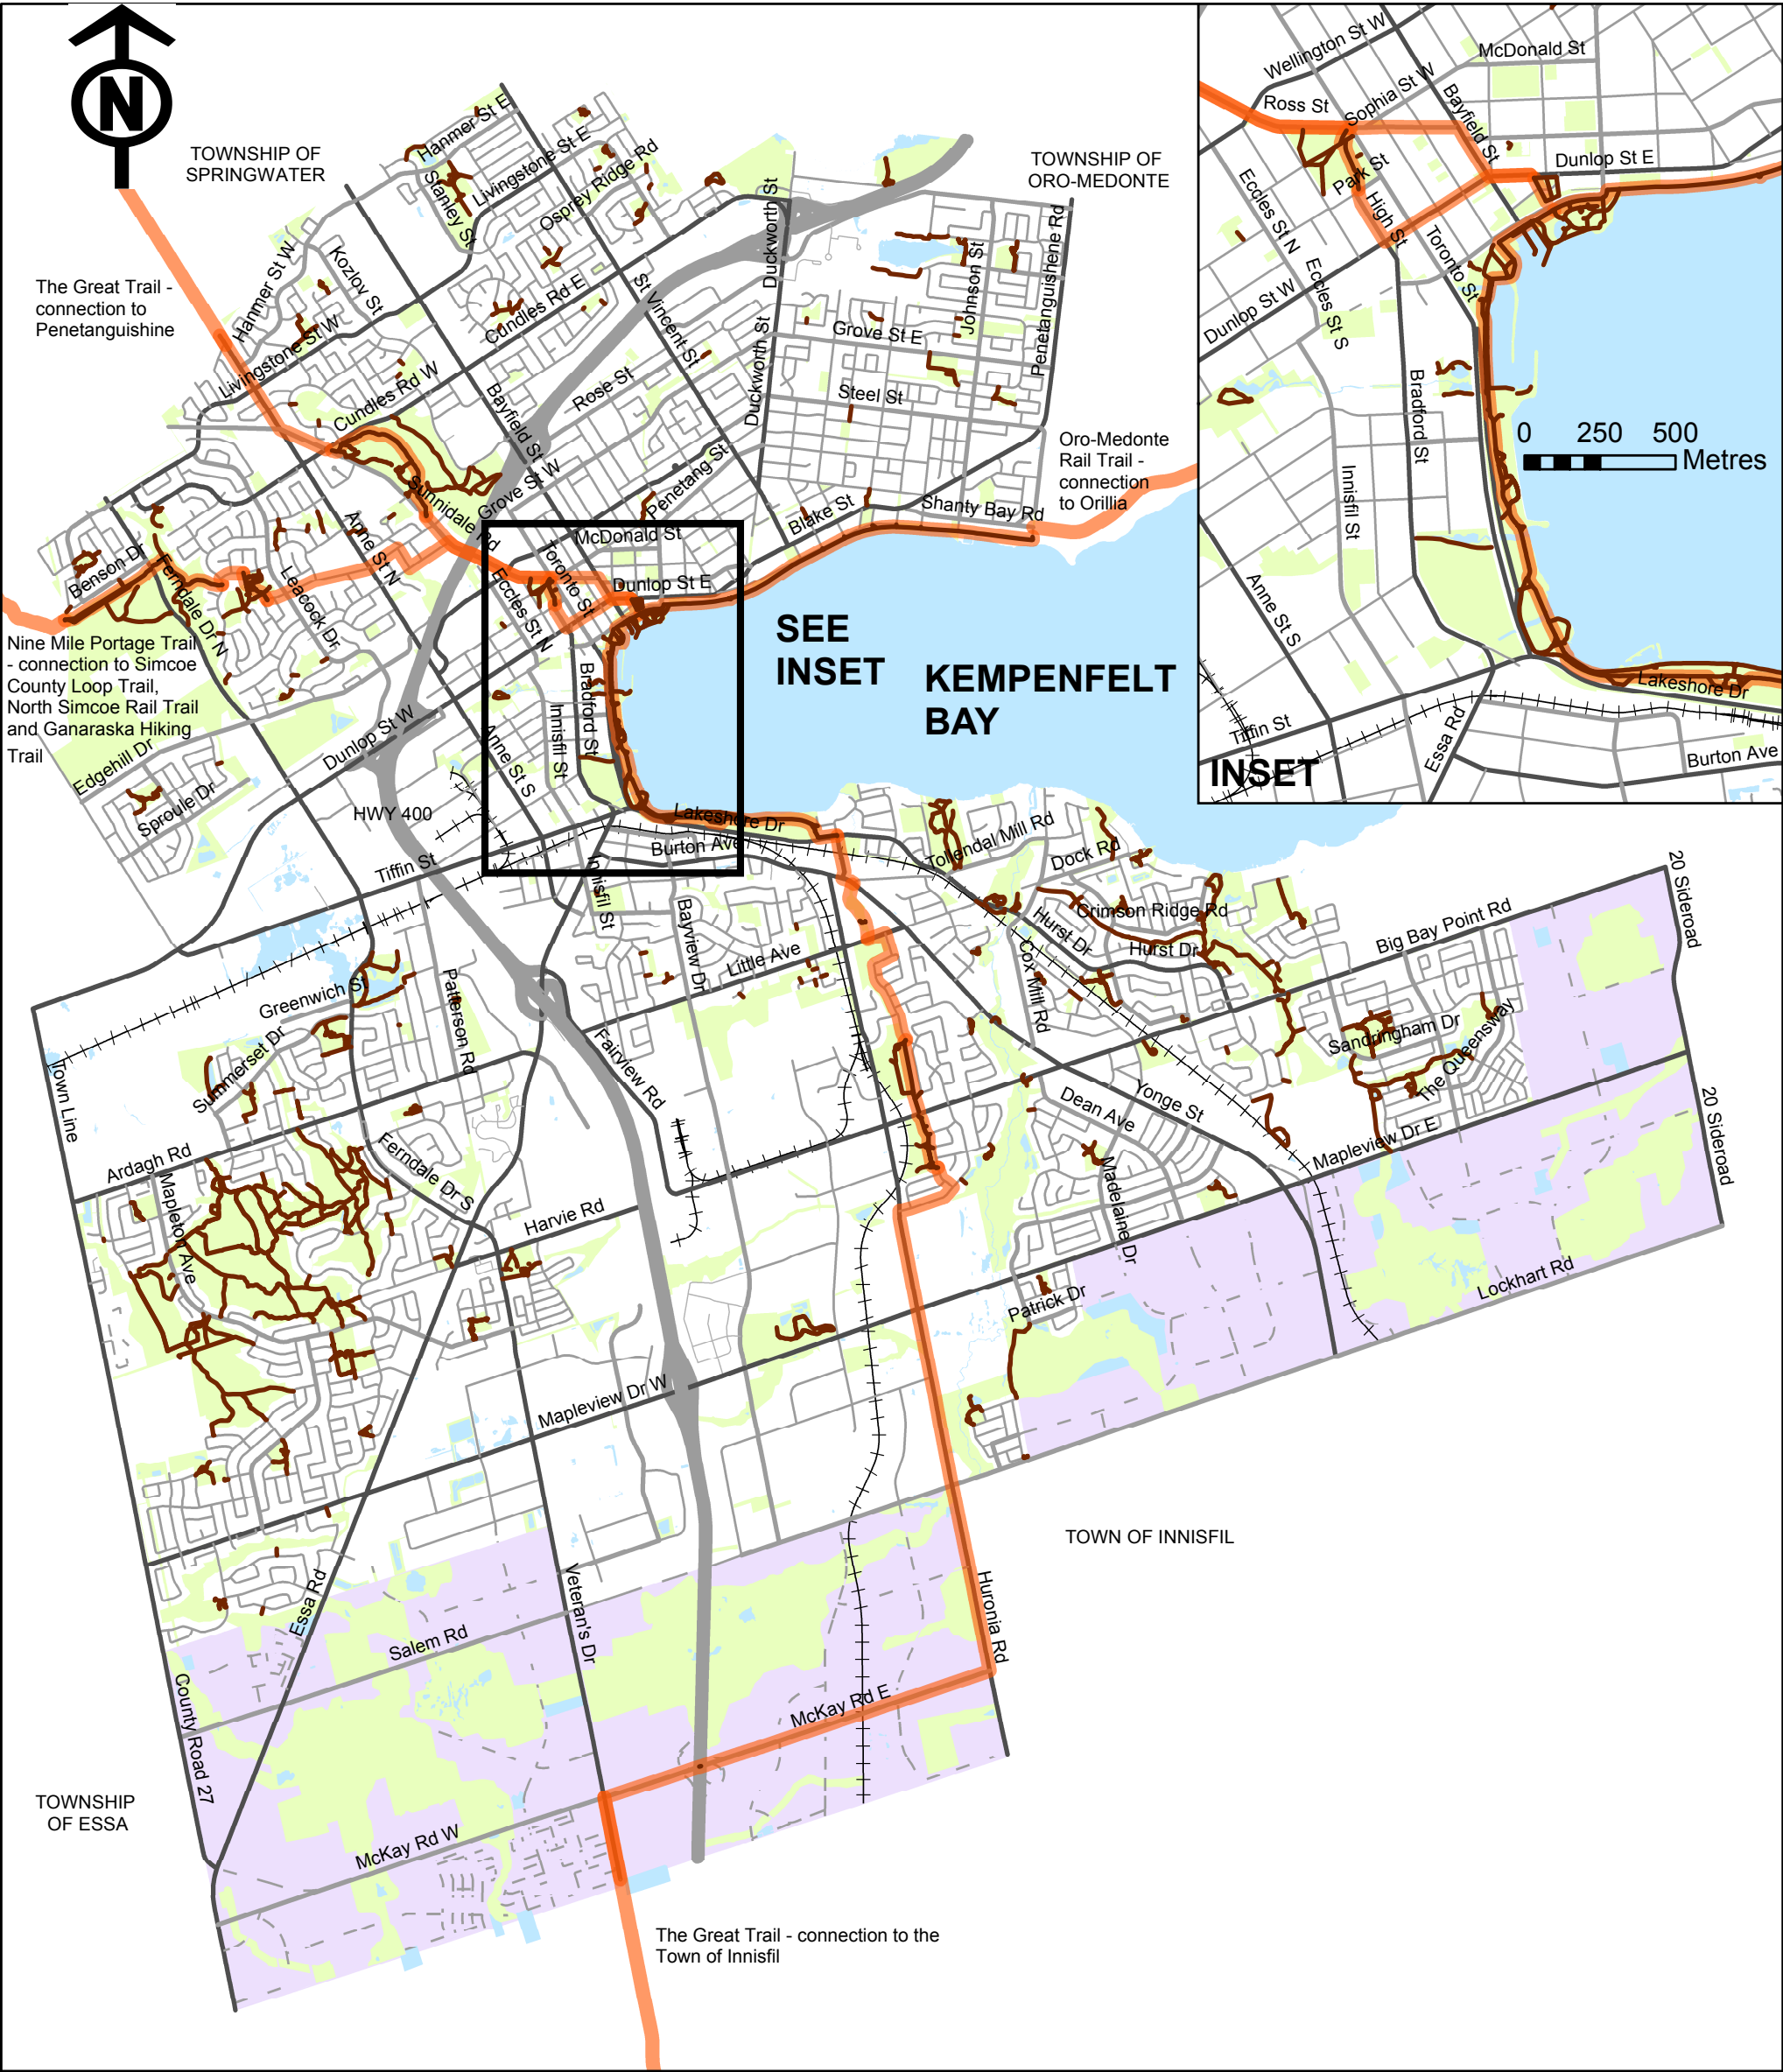 N
TOWNSHIP OF
SPRINGWATER
TOWNSHIP OF
ORO-MEDONTE
The Great Trail -
connection to
Penetanguishine
Hanmer St E
Livingstone St E
Stanley St
Osprey Ridge Rd
Hanmer St W
Kozlov St
Livingstone St W
Cundles Rd E
Cundles Rd W
St Vincent St
Duckworth St
Duckworth St
Johnson St
Penetanguishene Rd
Grove St E
Steel St
Rose St
Bayfield St
Grove St W
Penetang St
Sunnidale Rd
McDonald St
Blake St
Shanty Bay Rd
Oro-Medonte
Rail Trail -
connection
to Orillia
Benson Dr
Ferndale Dr N
Leacock Dr
Anne St N
Eccles St N
Toronto St
Dunlop St E
Nine Mile Portage Trail
- connection to Simcoe
County Loop Trail,
North Simcoe Rail Trail
and Ganaraska Hiking
Trail
SEE
INSET
KEMPENFELT
BAY
Edgehill Dr
Sproule Dr
Dunlop St W
HWY 400
Anne St S
Innisfil St
Bradford St
Tiffin St
Lakeshore Dr
Burton Ave
Innisfil St
Bayview Dr
Little Ave
Tollendal Mill Rd
Dock Rd
Crimson Ridge Rd
Hurst Dr
Hurst Dr
Cox Mill Rd
Big Bay Point Rd
20 Sideroad
Sandringham Dr
The Queensway
20 Sideroad
Mapleview Dr E
Lockhart Rd
Yonge St
Dean Ave
Madelaine Dr
Patrick Dr
Greenwich St
Summerset Dr
Patterson Rd
Fairview Rd
Town Line
Ardagh Rd
Mapleton Ave
Ferndale Dr S
Harvie Rd
Mapleview Dr W
TOWN OF INNISFIL
Essa Rd
Veteran's Dr
Huronia Rd
Salem Rd
County Road 27
McKay Rd E
McKay Rd W
TOWNSHIP
OF ESSA
The Great Trail - connection to the
Town of Innisfil
Wellington St W
McDonald St
Ross St
Sophia St W
Bayfield St
Dunlop St E
Park St
Eccles St N
High St
Toronto St
Eccles St S
Dunlop St W
Bradford St
Innisfil St
0 250 500
Metres
Anne St S
Lakeshore Dr
Tiffin St
Essa Rd
Burton Ave
INSET